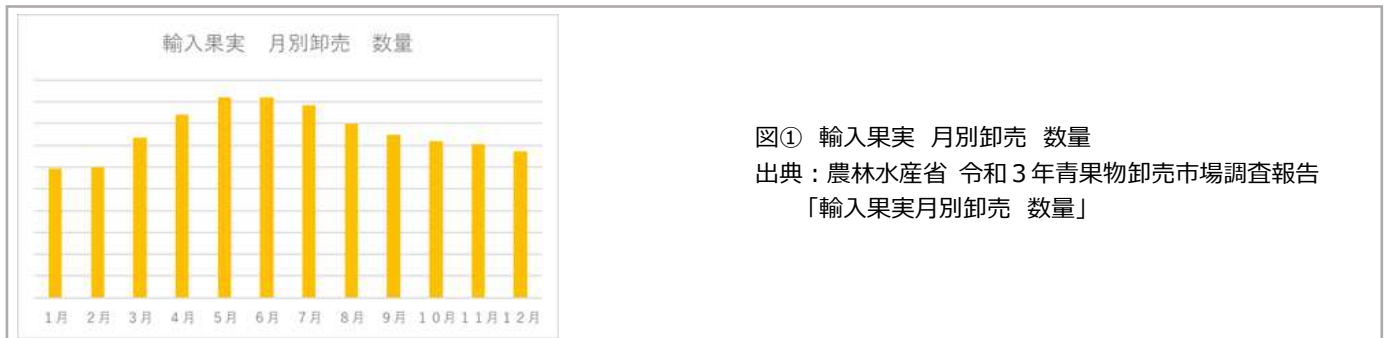 輸入果実　月別卸売　数量
1月 2月 3月 4月 5月 6月 7月 8月 9月 10月 11月 12月
図① 輸入果実 月別卸売 数量
出典：農林水産省 令和３年青果物卸売市場調査報告
「輸入果実月別卸売 数量」